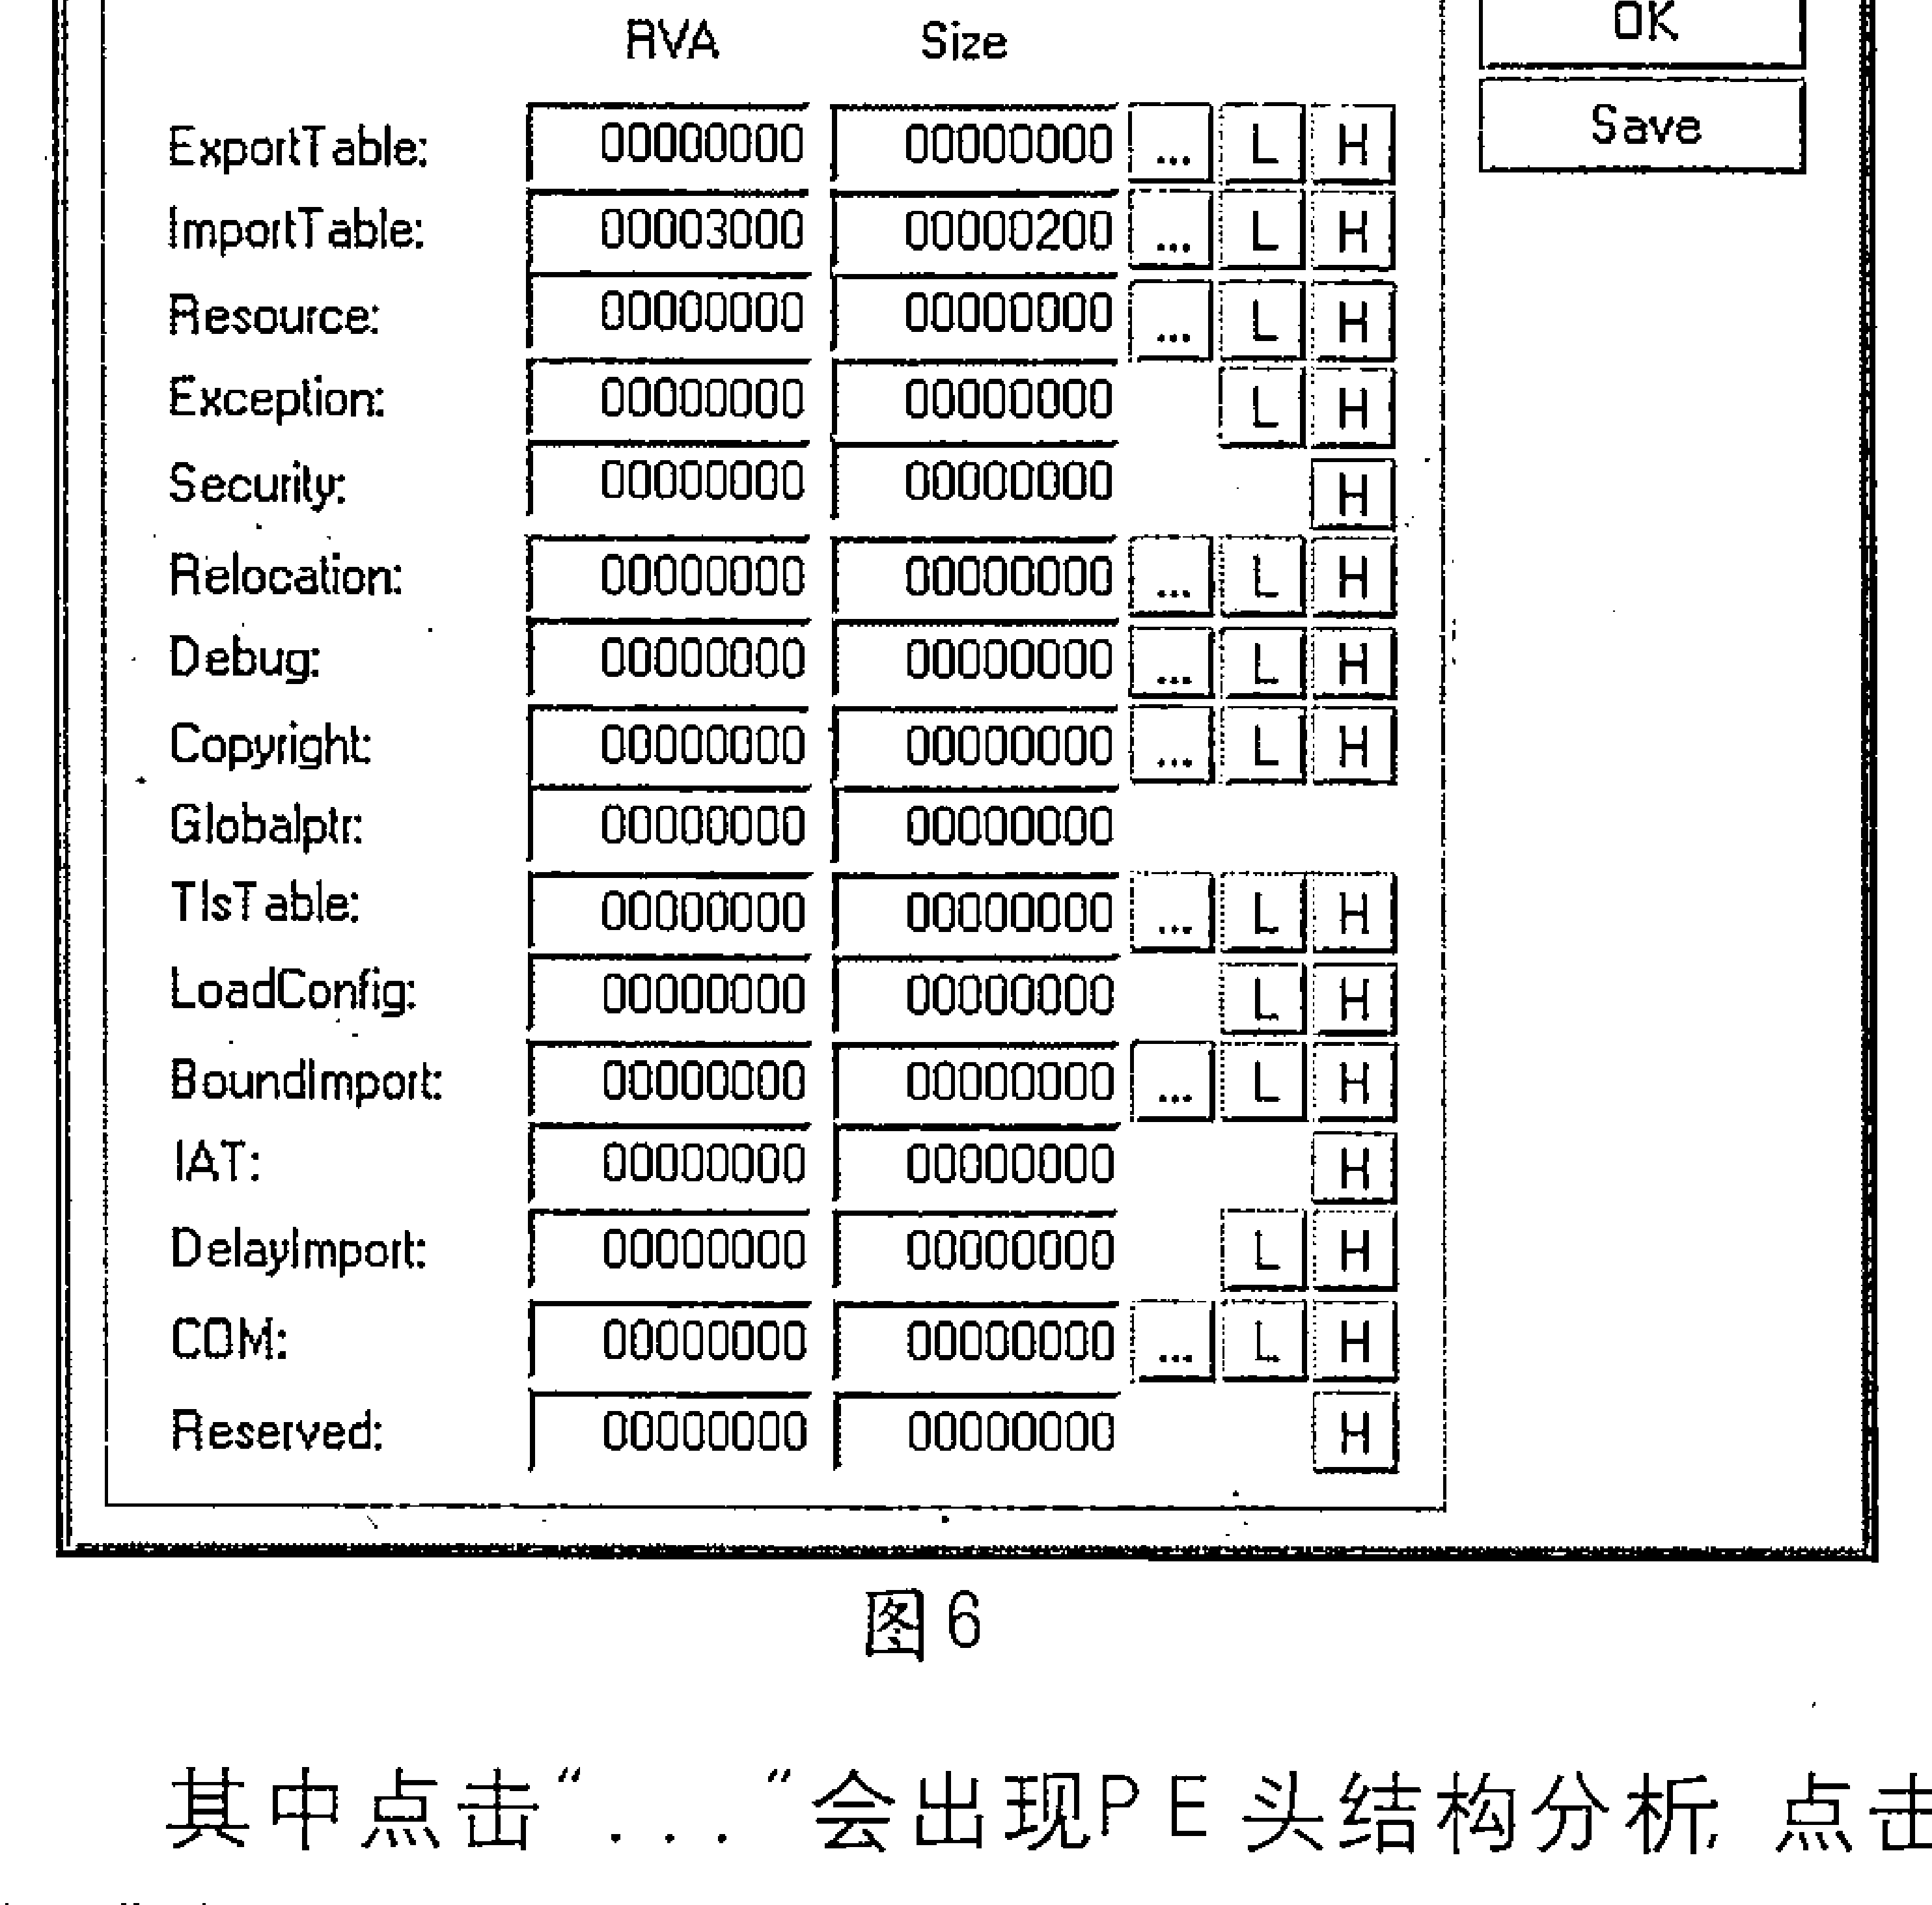 OK
RVA Size
Save
ExportTable: 00000000 00000000 ... L H
ImportTable: 00003000 00000200 ... L H
Resource: 00000000 00000000 ... L H
Exception: 00000000 00000000 L H
Security: 00000000 00000000 H
Relocation: 00000000 00000000 ... L H
Debug: 00000000 00000000 ... L H
Copyright: 00000000 00000000 ... L H
Globalptr: 00000000 00000000
TlsTable: 00000000 00000000 ... L H
LoadConfig: 00000000 00000000 L H
BoundImport: 00000000 00000000 ... L H
IAT: 00000000 00000000 H
DelayImport: 00000000 00000000 L H
COM: 00000000 00000000 ... L H
Reserved: 00000000 00000000 H
图6
其中点击“...“会出现PE头结构分析, 点击